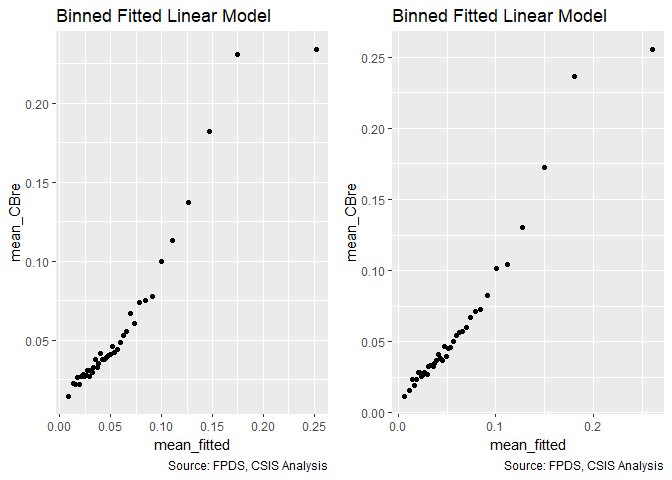 Binned Fitted Linear Model
mean_CBre
0.20
0.15
0.10
0.05
0.00
0.05
0.10
0.15
0.20
0.25
mean_fitted
Source: FPDS, CSIS Analysis
Binned Fitted Linear Model
mean_CBre
0.25
0.20
0.15
0.10
0.05
0.00
0.0
0.1
0.2
mean_fitted
Source: FPDS, CSIS Analysis